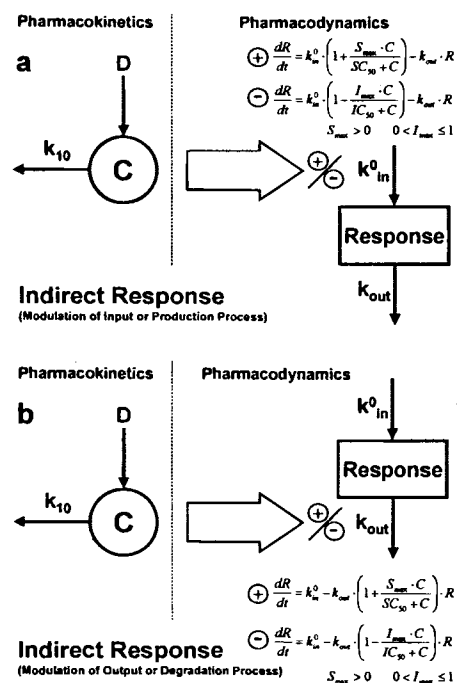 Pharmacokinetics
Pharmacodynamics
a
D
k10
C
⊕ dR/dt = k⁰in · (1 + Smax · C / SC50 + C) − kout · R
⊖ dR/dt = k⁰in · (1 − Imax · C / IC50 + C) − kout · R
Smax > 0 0 < Imax ≤ 1
⊕/⊖
k⁰in
Response
kout
Indirect Response
(Modulation of Input or Production Process)
Pharmacokinetics
Pharmacodynamics
b
D
k10
C
⊕/⊖
k⁰in
Response
kout
⊕ dR/dt = k⁰in − kout · (1 + Smax · C / SC50 + C) · R
⊖ dR/dt = k⁰in − kout · (1 − Imax · C / IC50 + C) · R
Smax > 0 0 < Imax ≤ 1
Indirect Response
(Modulation of Output or Degradation Process)